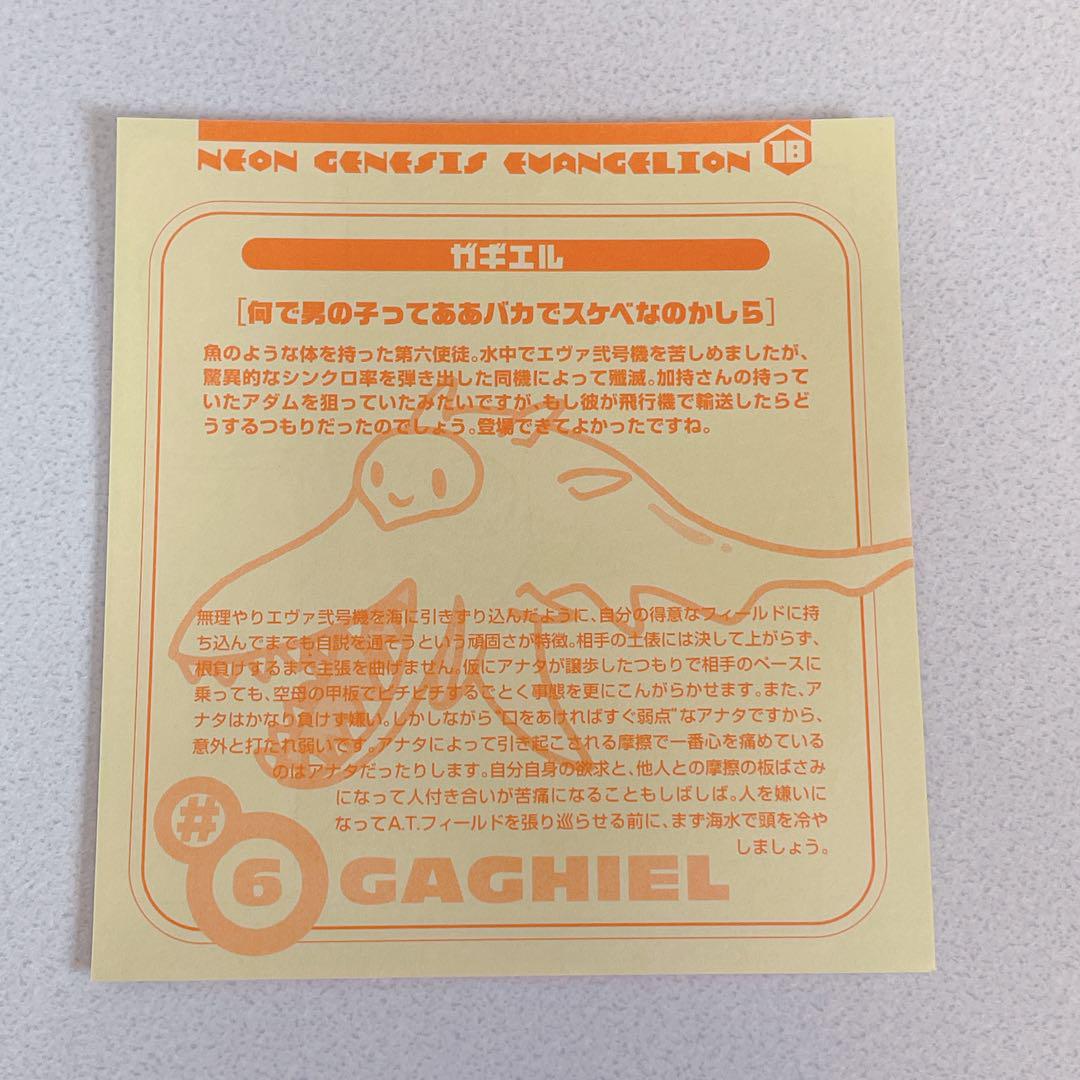 NEON GENESIS EVANGELION 18
ガギエル
[何で男の子ってああバカでスケベなのかしら]
魚のような体を持った第六使徒。水中でエヴァ弐号機を苦しめましたが、
驚異的なシンクロ率を弾き出した同機によって殲滅。加持さんの持って
いたアダムを狙っていたみたいですが、もし彼が飛行機で輸送したらど
うするつもりだったのでしょう。登場できてよかったですね。
無理やりエヴァ弐号機を海に引きずり込んだように、自分の得意なフィールドに持
ち込んでまでも自説を通そうという頑固さが特徴。相手の土俵には決して上がらず、
根負けするまで主張を曲げません。仮にアナタが譲歩したつもりで相手のペースに
乗っても、空母の甲板でピチピチするごとく事態を更にこんがらかせます。また、ア
ナタはかなり負けず嫌い。しかしながら“口をあければすぐ弱点”なアナタですから、
意外と打たれ弱いです。アナタによって引き起こされる摩擦で一番心を痛めている
のはアナタだったりします。自分自身の欲求と、他人との摩擦の板ばさみ
になって人付き合いが苦痛になることもしばしば。人を嫌いに
なってA.T.フィールドを張り巡らせる前に、まず海水で頭を冷や
しましょう。
#6 GAGHIEL